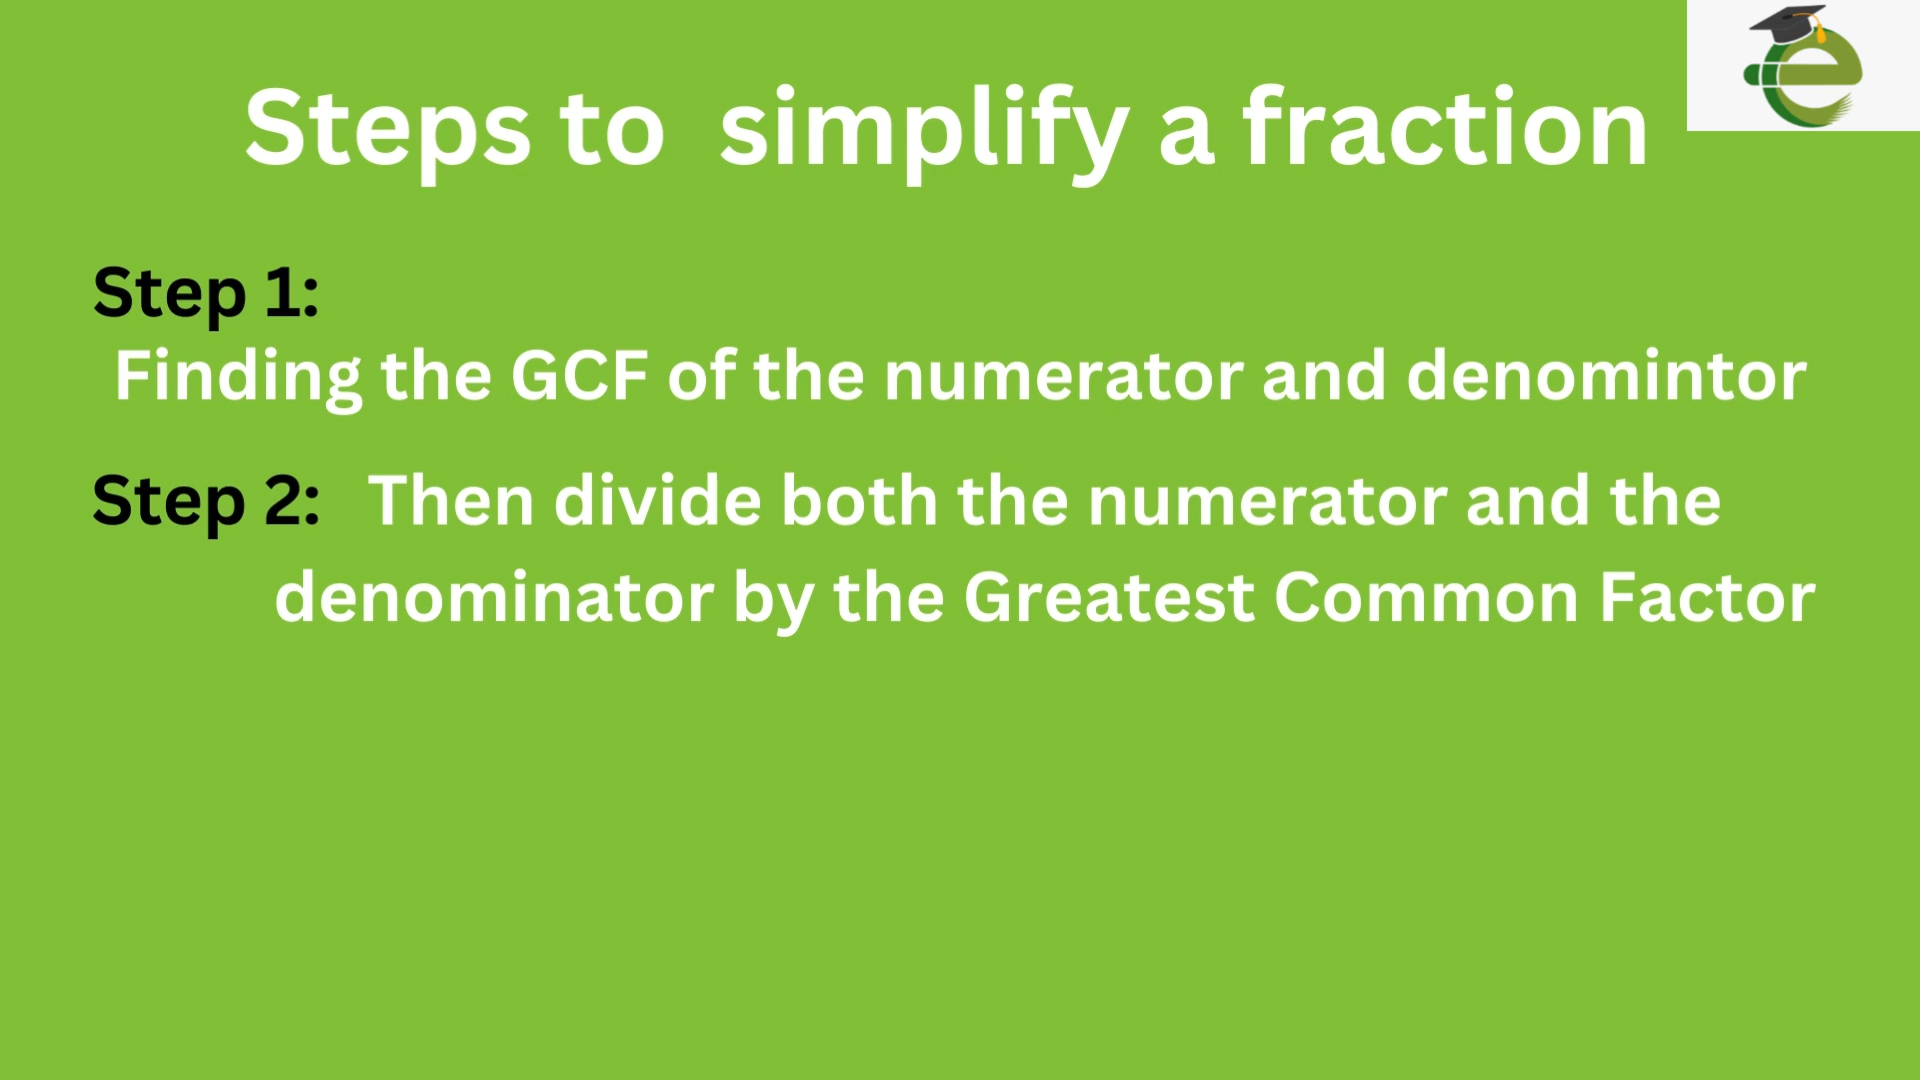 Steps to simplify a fraction
Step 1:
Finding the GCF of the numerator and denomintor
Step 2: Then divide both the numerator and the
denominator by the Greatest Common Factor